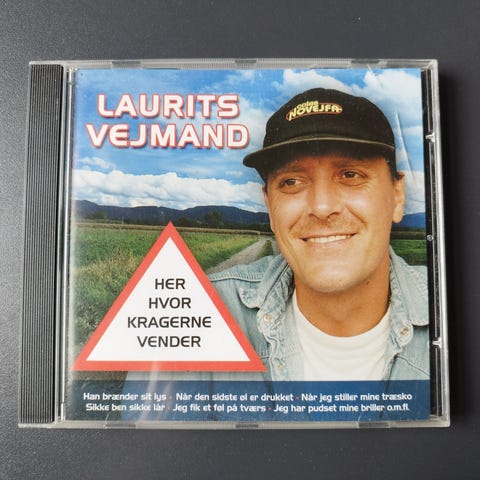 LAURITS
VEJMAND
NOVEJFA
HER
HVOR
KRAGERNE
VENDER
Han brænder sit lys · Når den sidste øl er drukket · Når jeg stiller mine træsko
Sikke ben sikke lår · Jeg fik et føl på tværs · Jeg har pudset mine briller o.m.fl.